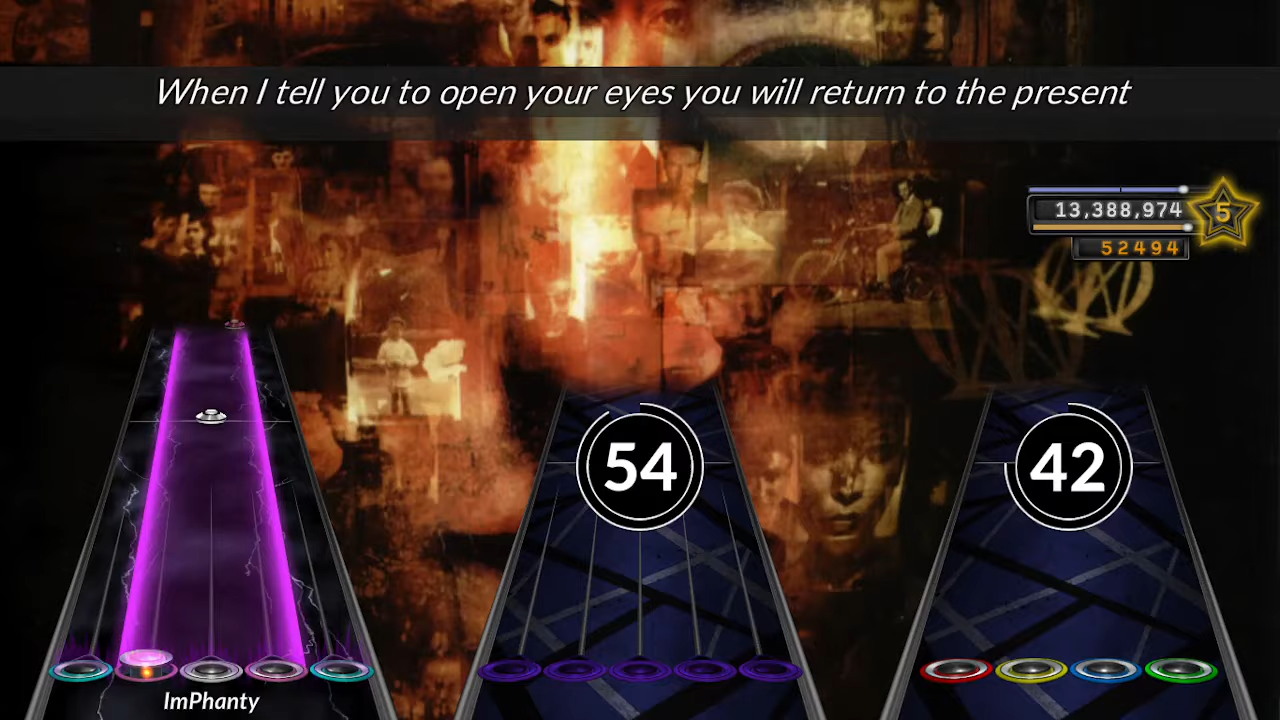 When I tell you to open your eyes you will return to the present
13,388,974
5
52494
54
42
ImPhanty